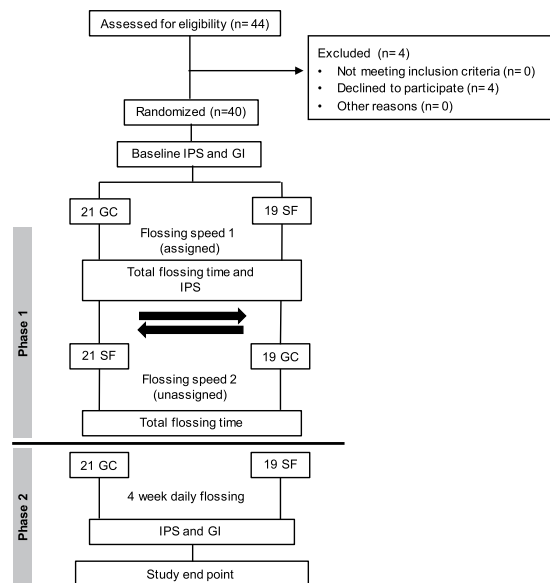 Assessed for eligibility (n= 44)
Excluded (n= 4)
• Not meeting inclusion criteria (n= 0)
• Declined to participate (n= 4)
• Other reasons (n= 0)
Randomized (n=40)
Baseline IPS and GI
21 GC
19 SF
Flossing speed 1
(assigned)
Total flossing time and
IPS
Phase 1
21 SF
19 GC
Flossing speed 2
(unassigned)
Total flossing time
Phase 2
21 GC
19 SF
4 week daily flossing
IPS and GI
Study end point